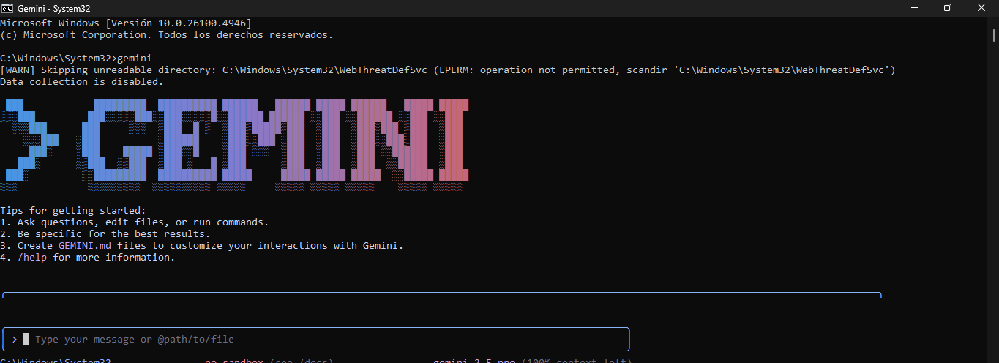 Gemini - System32
Microsoft Windows [Versión 10.0.26100.4946]
(c) Microsoft Corporation. Todos los derechos reservados.
C:\Windows\System32>gemini
[WARN] Skipping unreadable directory: C:\Windows\System32\WebThreatDefSvc (EPERM: operation not permitted, scandir 'C:\Windows\System32\WebThreatDefSvc')
Data collection is disabled.
> GEMINI
Tips for getting started:
1. Ask questions, edit files, or run commands.
2. Be specific for the best results.
3. Create GEMINI.md files to customize your interactions with Gemini.
4. /help for more information.
> Type your message or @path/to/file
C:\Windows\System32 no sandbox (see /docs) gemini-2.5-pro (100% context left)